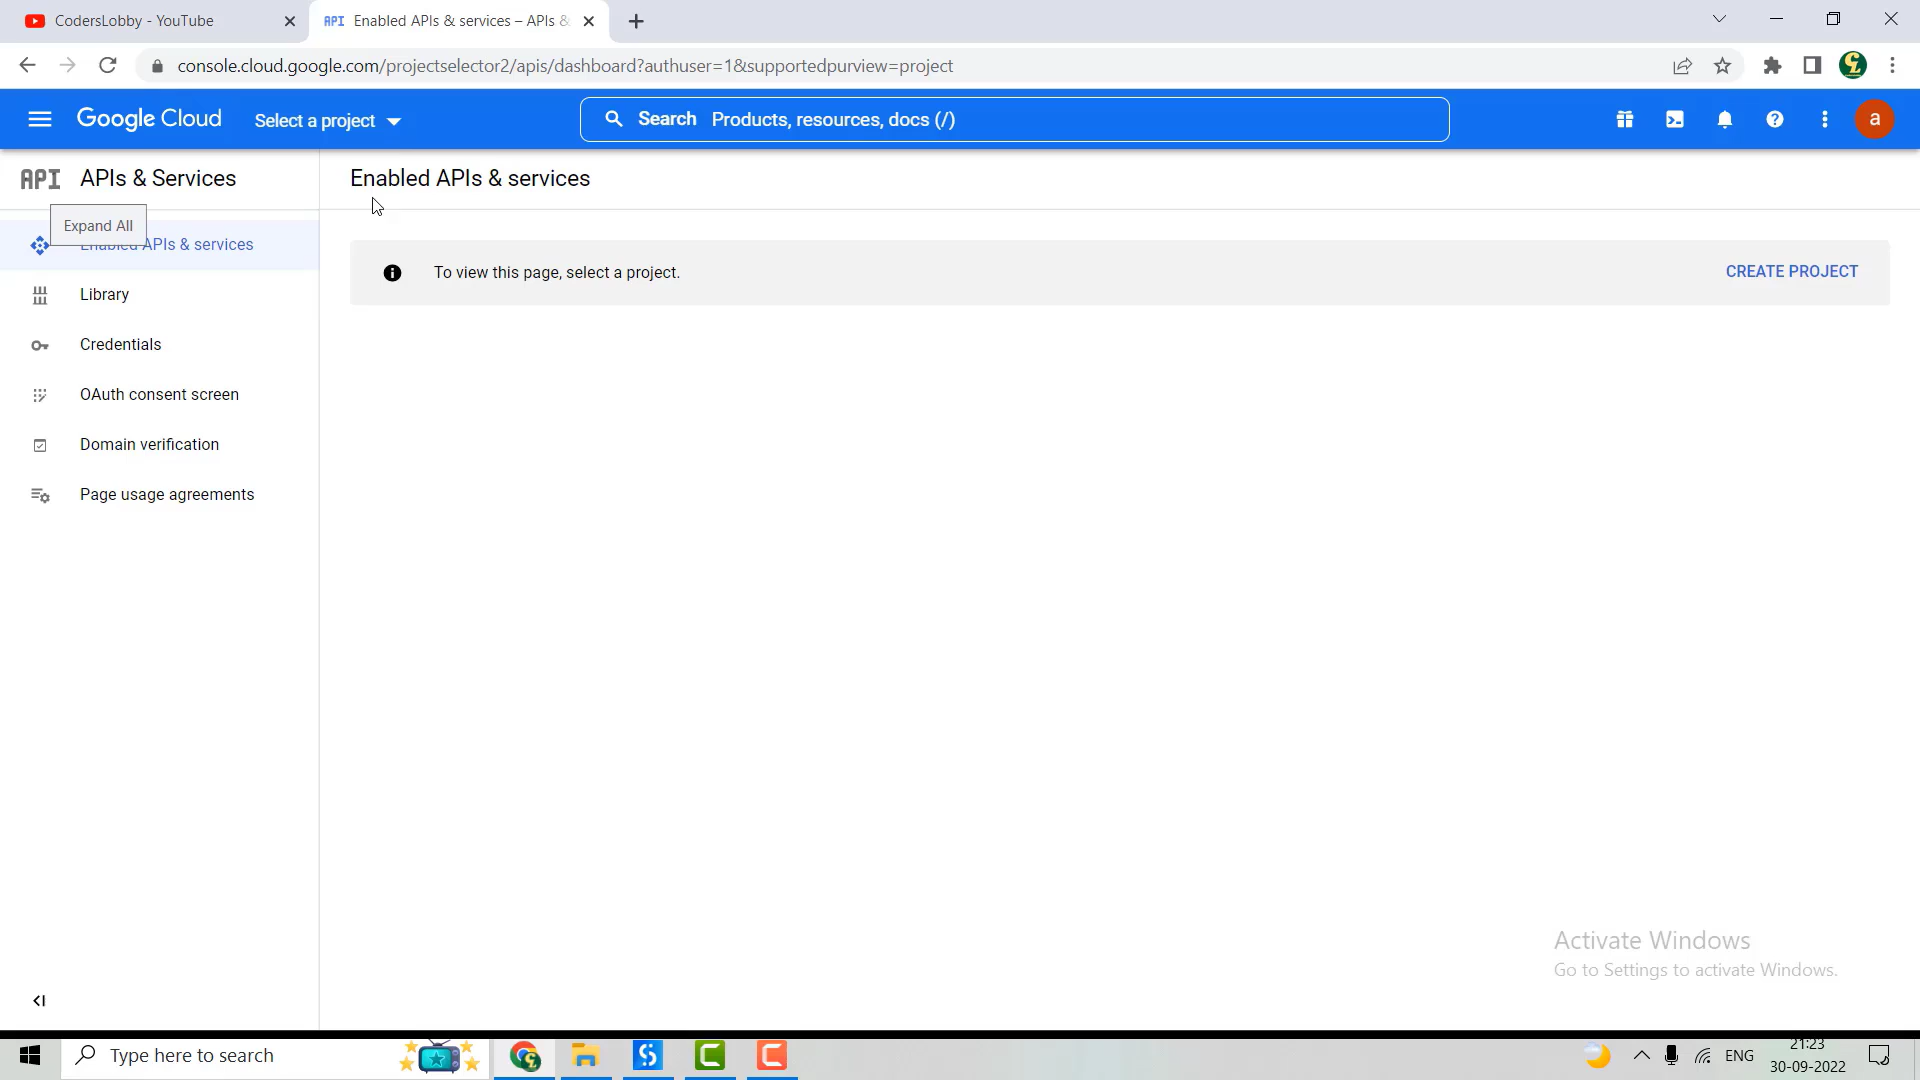 CodersLobby - YouTube
API Enabled APIs & services – APIs &
console.cloud.google.com/projectselector2/apis/dashboard?authuser=1&supportedpurview=project
Google Cloud
Select a project
Search Products, resources, docs (/)
a
API APIs & Services
Enabled APIs & services
Expand All
Enabled APIs & services
To view this page, select a project.
CREATE PROJECT
Library
Credentials
OAuth consent screen
Domain verification
Page usage agreements
Activate Windows
Go to Settings to activate Windows.
Type here to search
ENG
21:23
30-09-2022